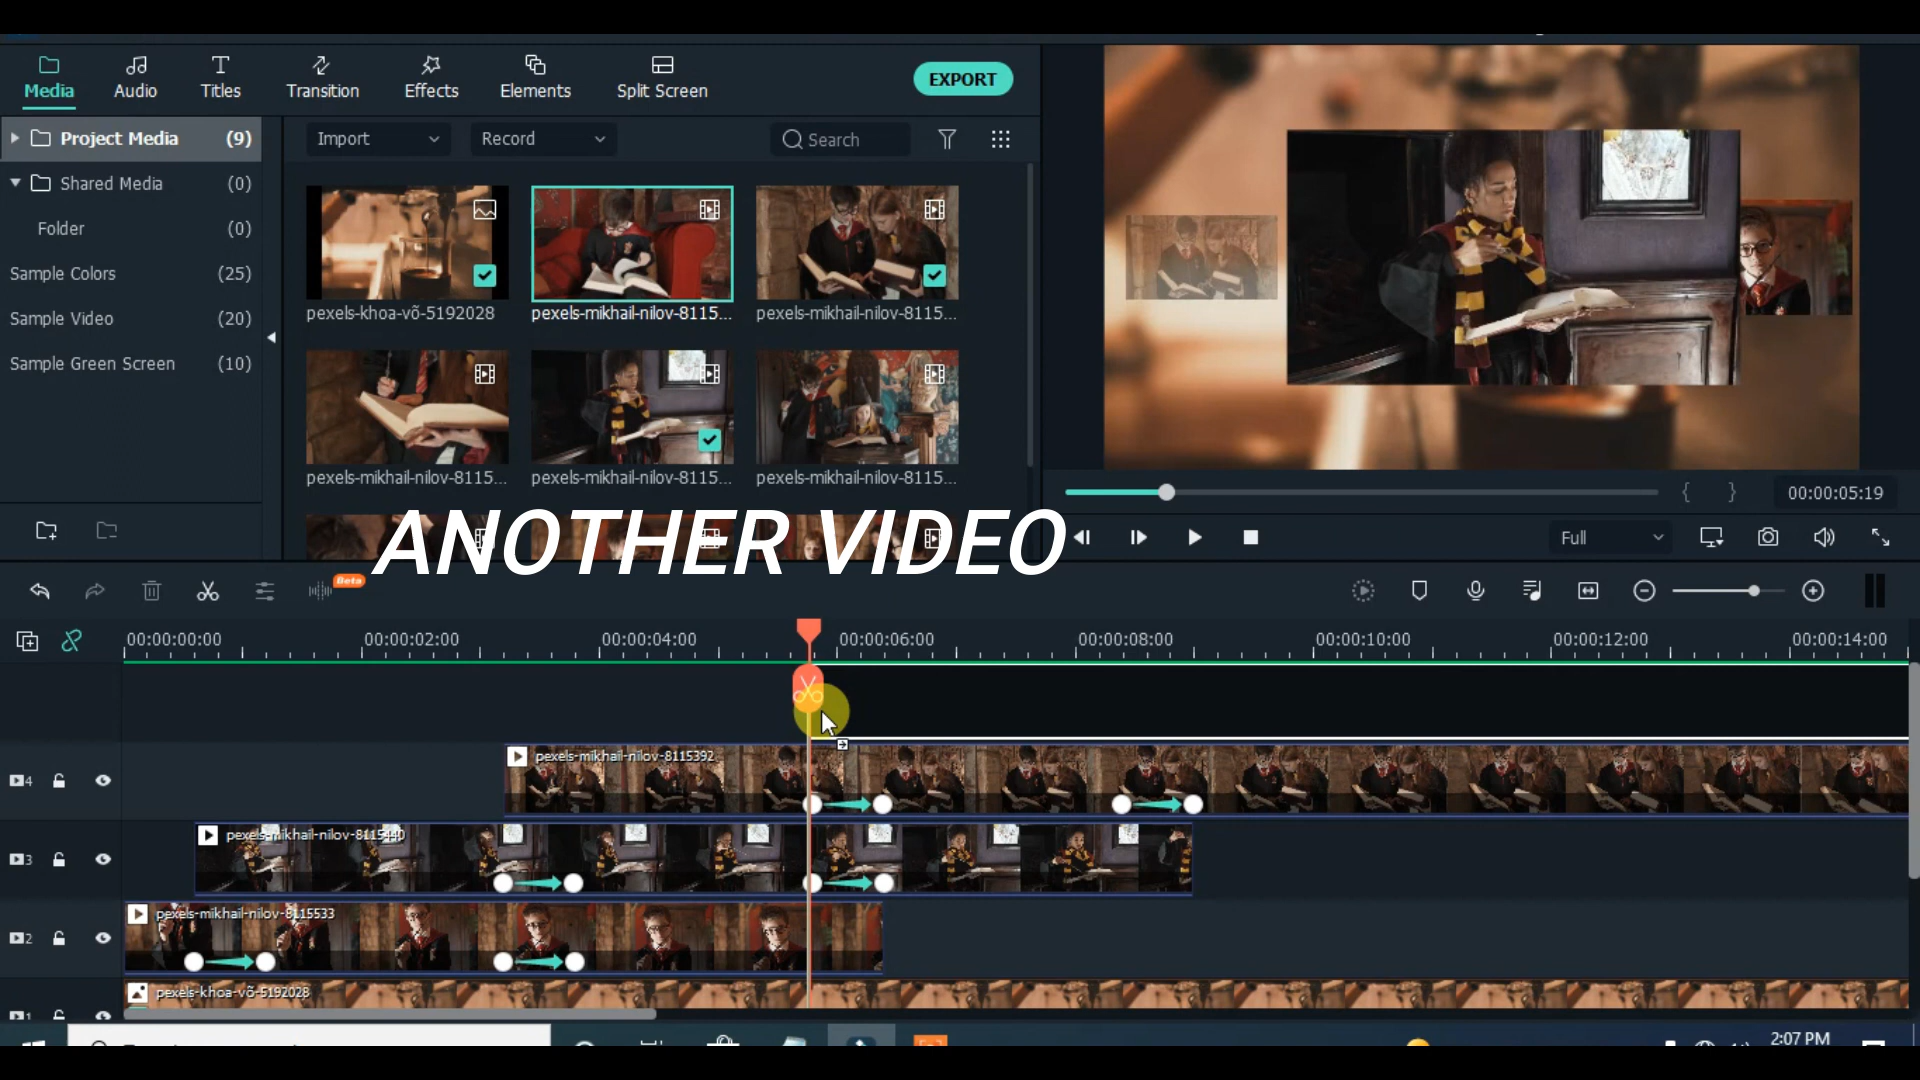 Media
Audio
Titles
Transition
Effects
Elements
Split Screen
EXPORT
Project Media (9)
Shared Media (0)
Folder (0)
Sample Colors (25)
Sample Video (20)
Sample Green Screen (10)
Import
Record
Search
pexels-khoa-võ-5192028
pexels-mikhail-nilov-8115...
pexels-mikhail-nilov-8115...
pexels-mikhail-nilov-8115...
pexels-mikhail-nilov-8115...
pexels-mikhail-nilov-8115...
ANOTHER VIDEO
{ }
00:00:05:19
Full
Beta
00:00:00:00
00:00:02:00
00:00:04:00
00:00:06:00
00:00:08:00
00:00:10:00
00:00:12:00
00:00:14:00
4
pexels-mikhail-nilov-8115392
3
pexels-mikhail-nilov-8115440
2
pexels-mikhail-nilov-8115533
1
pexels-khoa-võ-5192028
2:07 PM